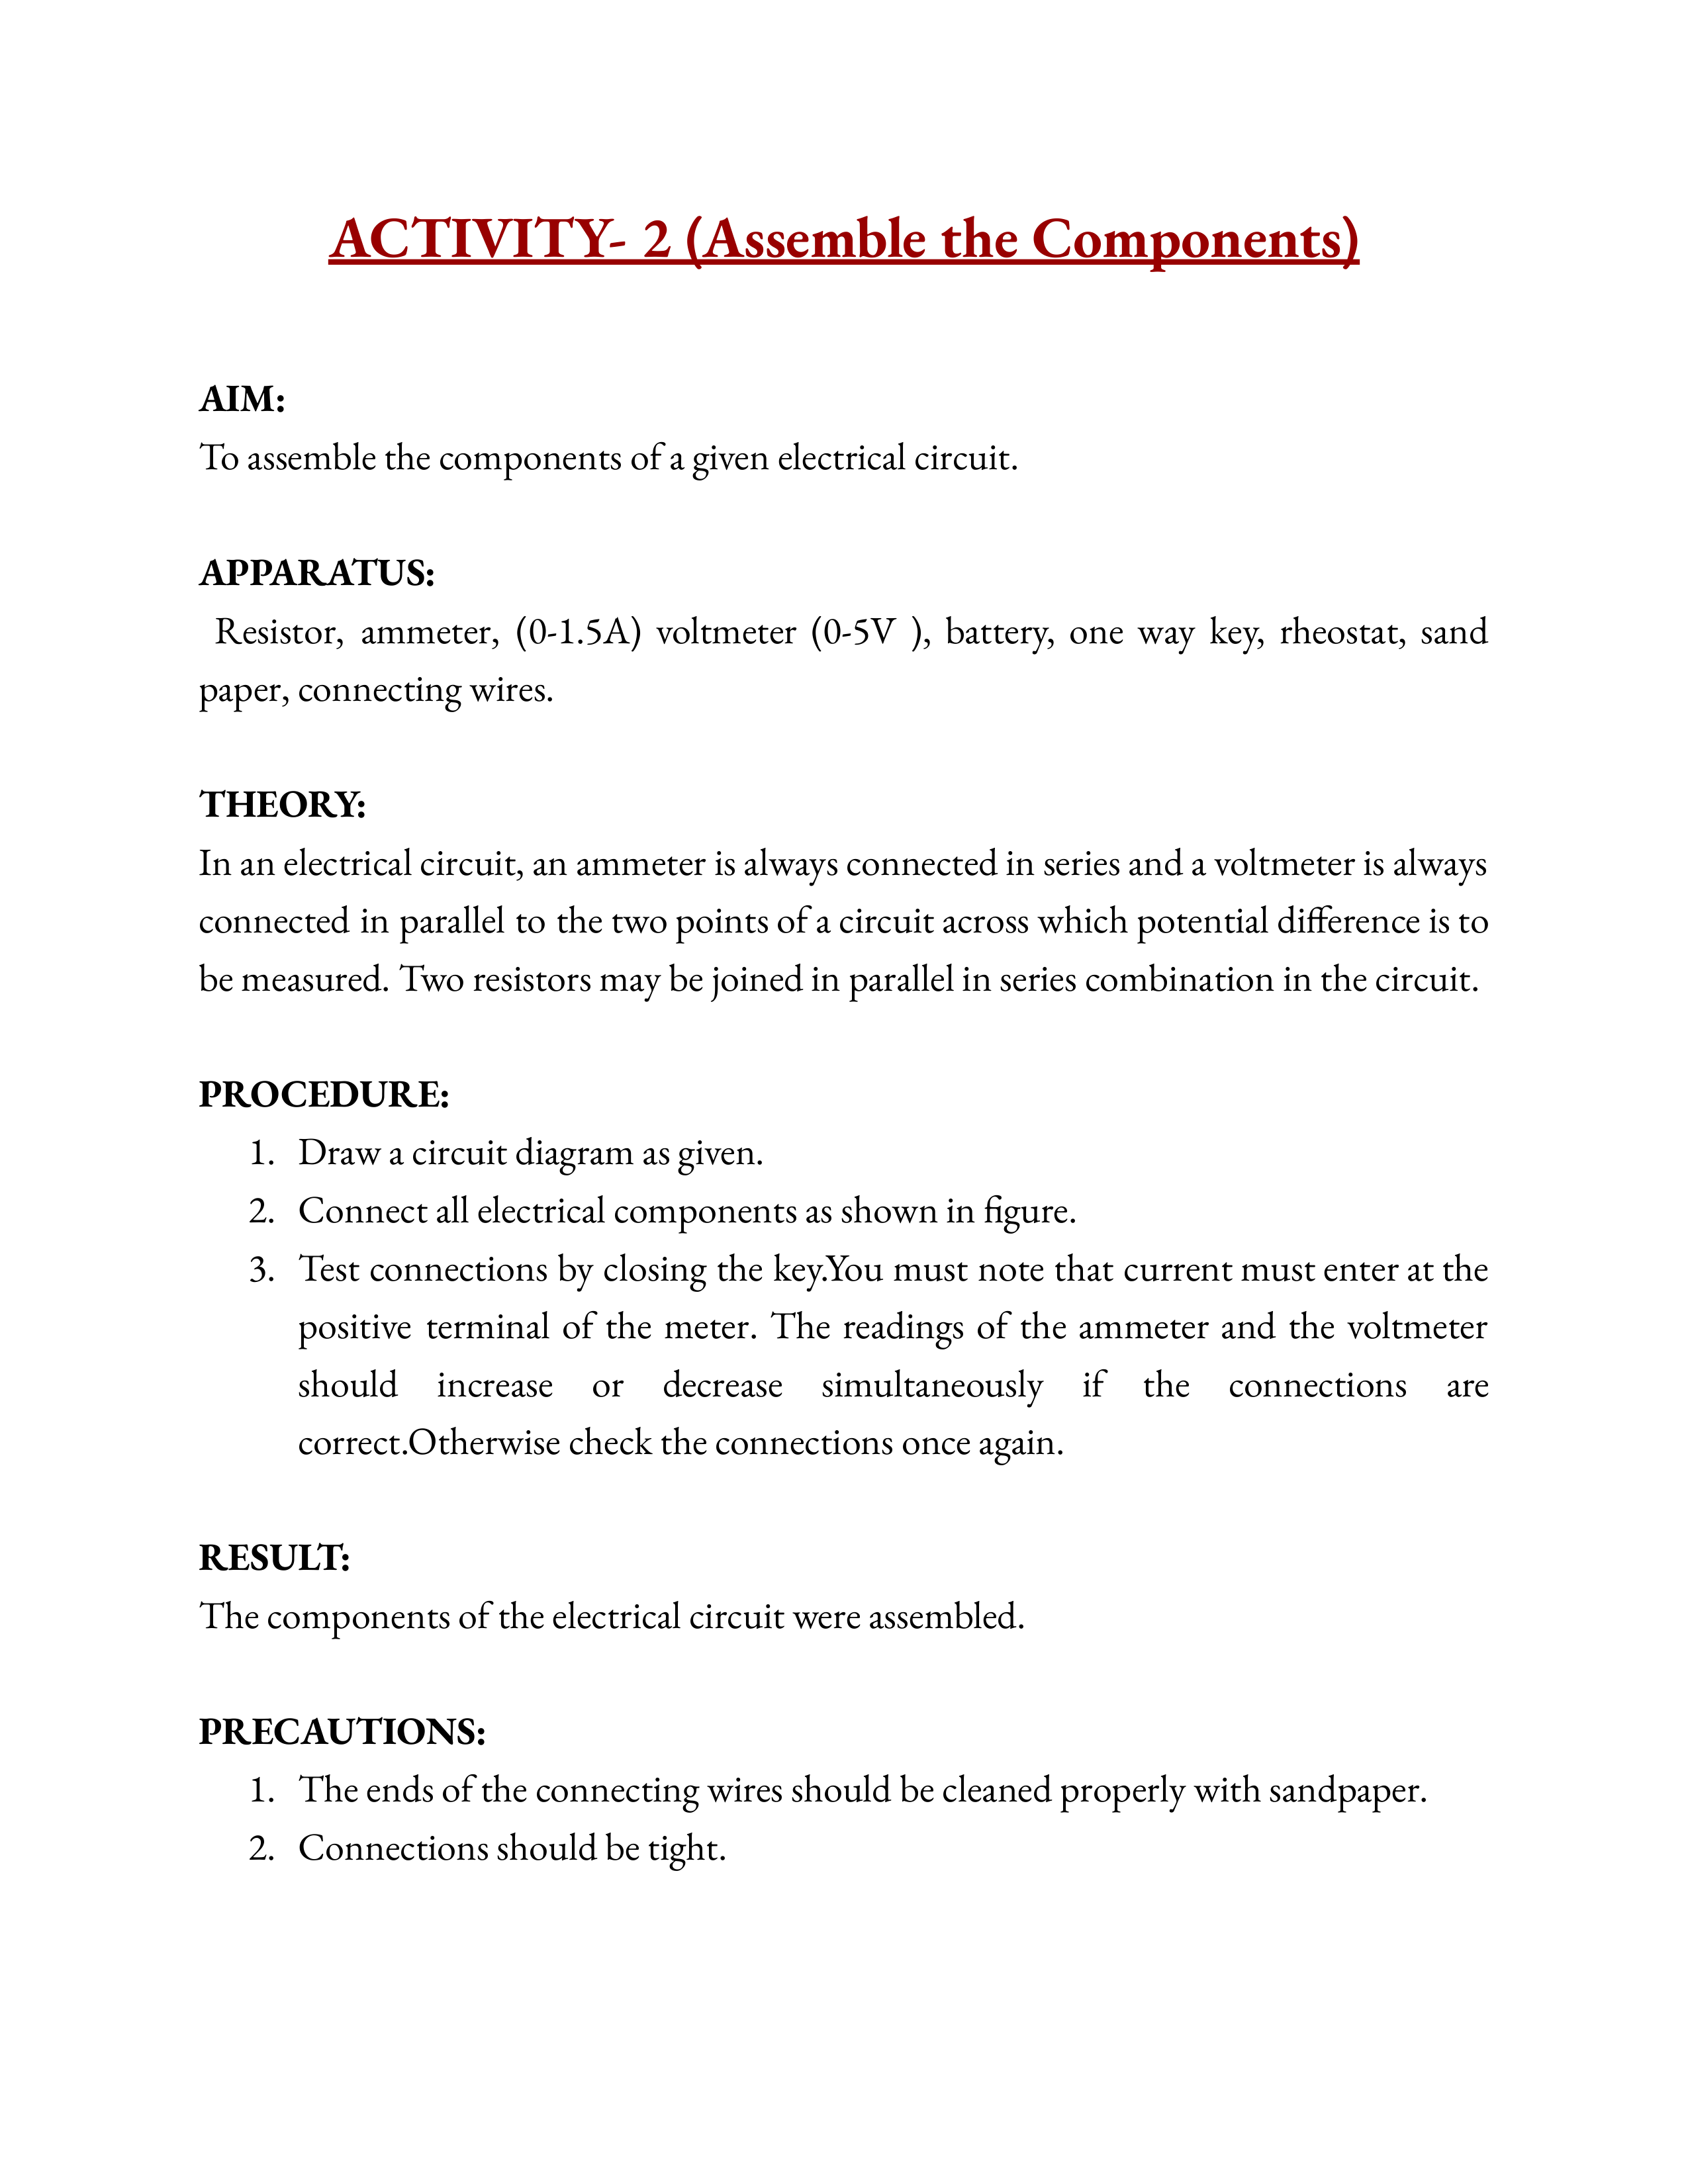 ACTIVITY- 2 (Assemble the Components)
AIM:
To assemble the components of a given electrical circuit.
APPARATUS:
Resistor, ammeter, (0-1.5A) voltmeter (0-5V ), battery, one way key, rheostat, sand
paper, connecting wires.
THEORY:
In an electrical circuit, an ammeter is always connected in series and a voltmeter is always
connected in parallel to the two points of a circuit across which potential difference is to
be measured. Two resistors may be joined in parallel in series combination in the circuit.
PROCEDURE:
1. Draw a circuit diagram as given.
2. Connect all electrical components as shown in figure.
3. Test connections by closing the key.You must note that current must enter at the
positive terminal of the meter. The readings of the ammeter and the voltmeter
should increase or decrease simultaneously if the connections are
correct.Otherwise check the connections once again.
RESULT:
The components of the electrical circuit were assembled.
PRECAUTIONS:
1. The ends of the connecting wires should be cleaned properly with sandpaper.
2. Connections should be tight.